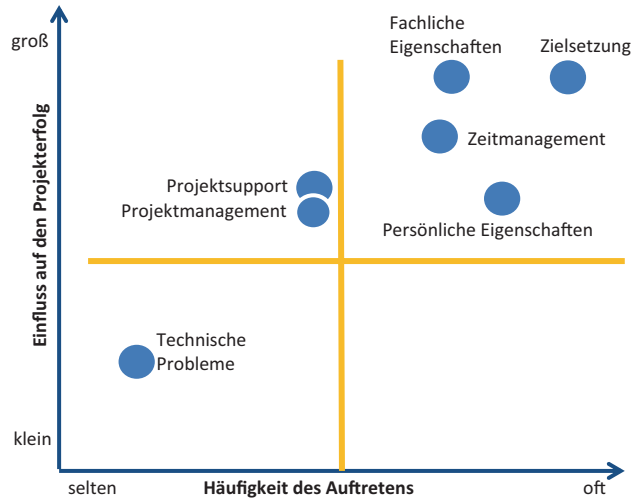 groß
Einfluss auf den Projekterfolg
klein
Fachliche
Eigenschaften
Zielsetzung
Zeitmanagement
Projektsupport
Projektmanagement
Persönliche Eigenschaften
Technische
Probleme
selten
Häufigkeit des Auftretens
oft